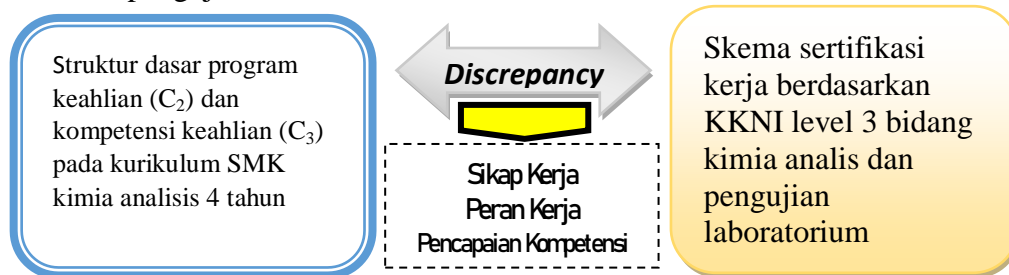 Struktur dasar program
keahlian (C₂) dan
kompetensi keahlian (C₃)
pada kurikulum SMK
kimia analisis 4 tahun
Discrepancy
Sikap Kerja
Peran Kerja
Pencapaian Kompetensi
Skema sertifikasi
kerja berdasarkan
KKNI level 3 bidang
kimia analis dan
pengujian
laboratorium